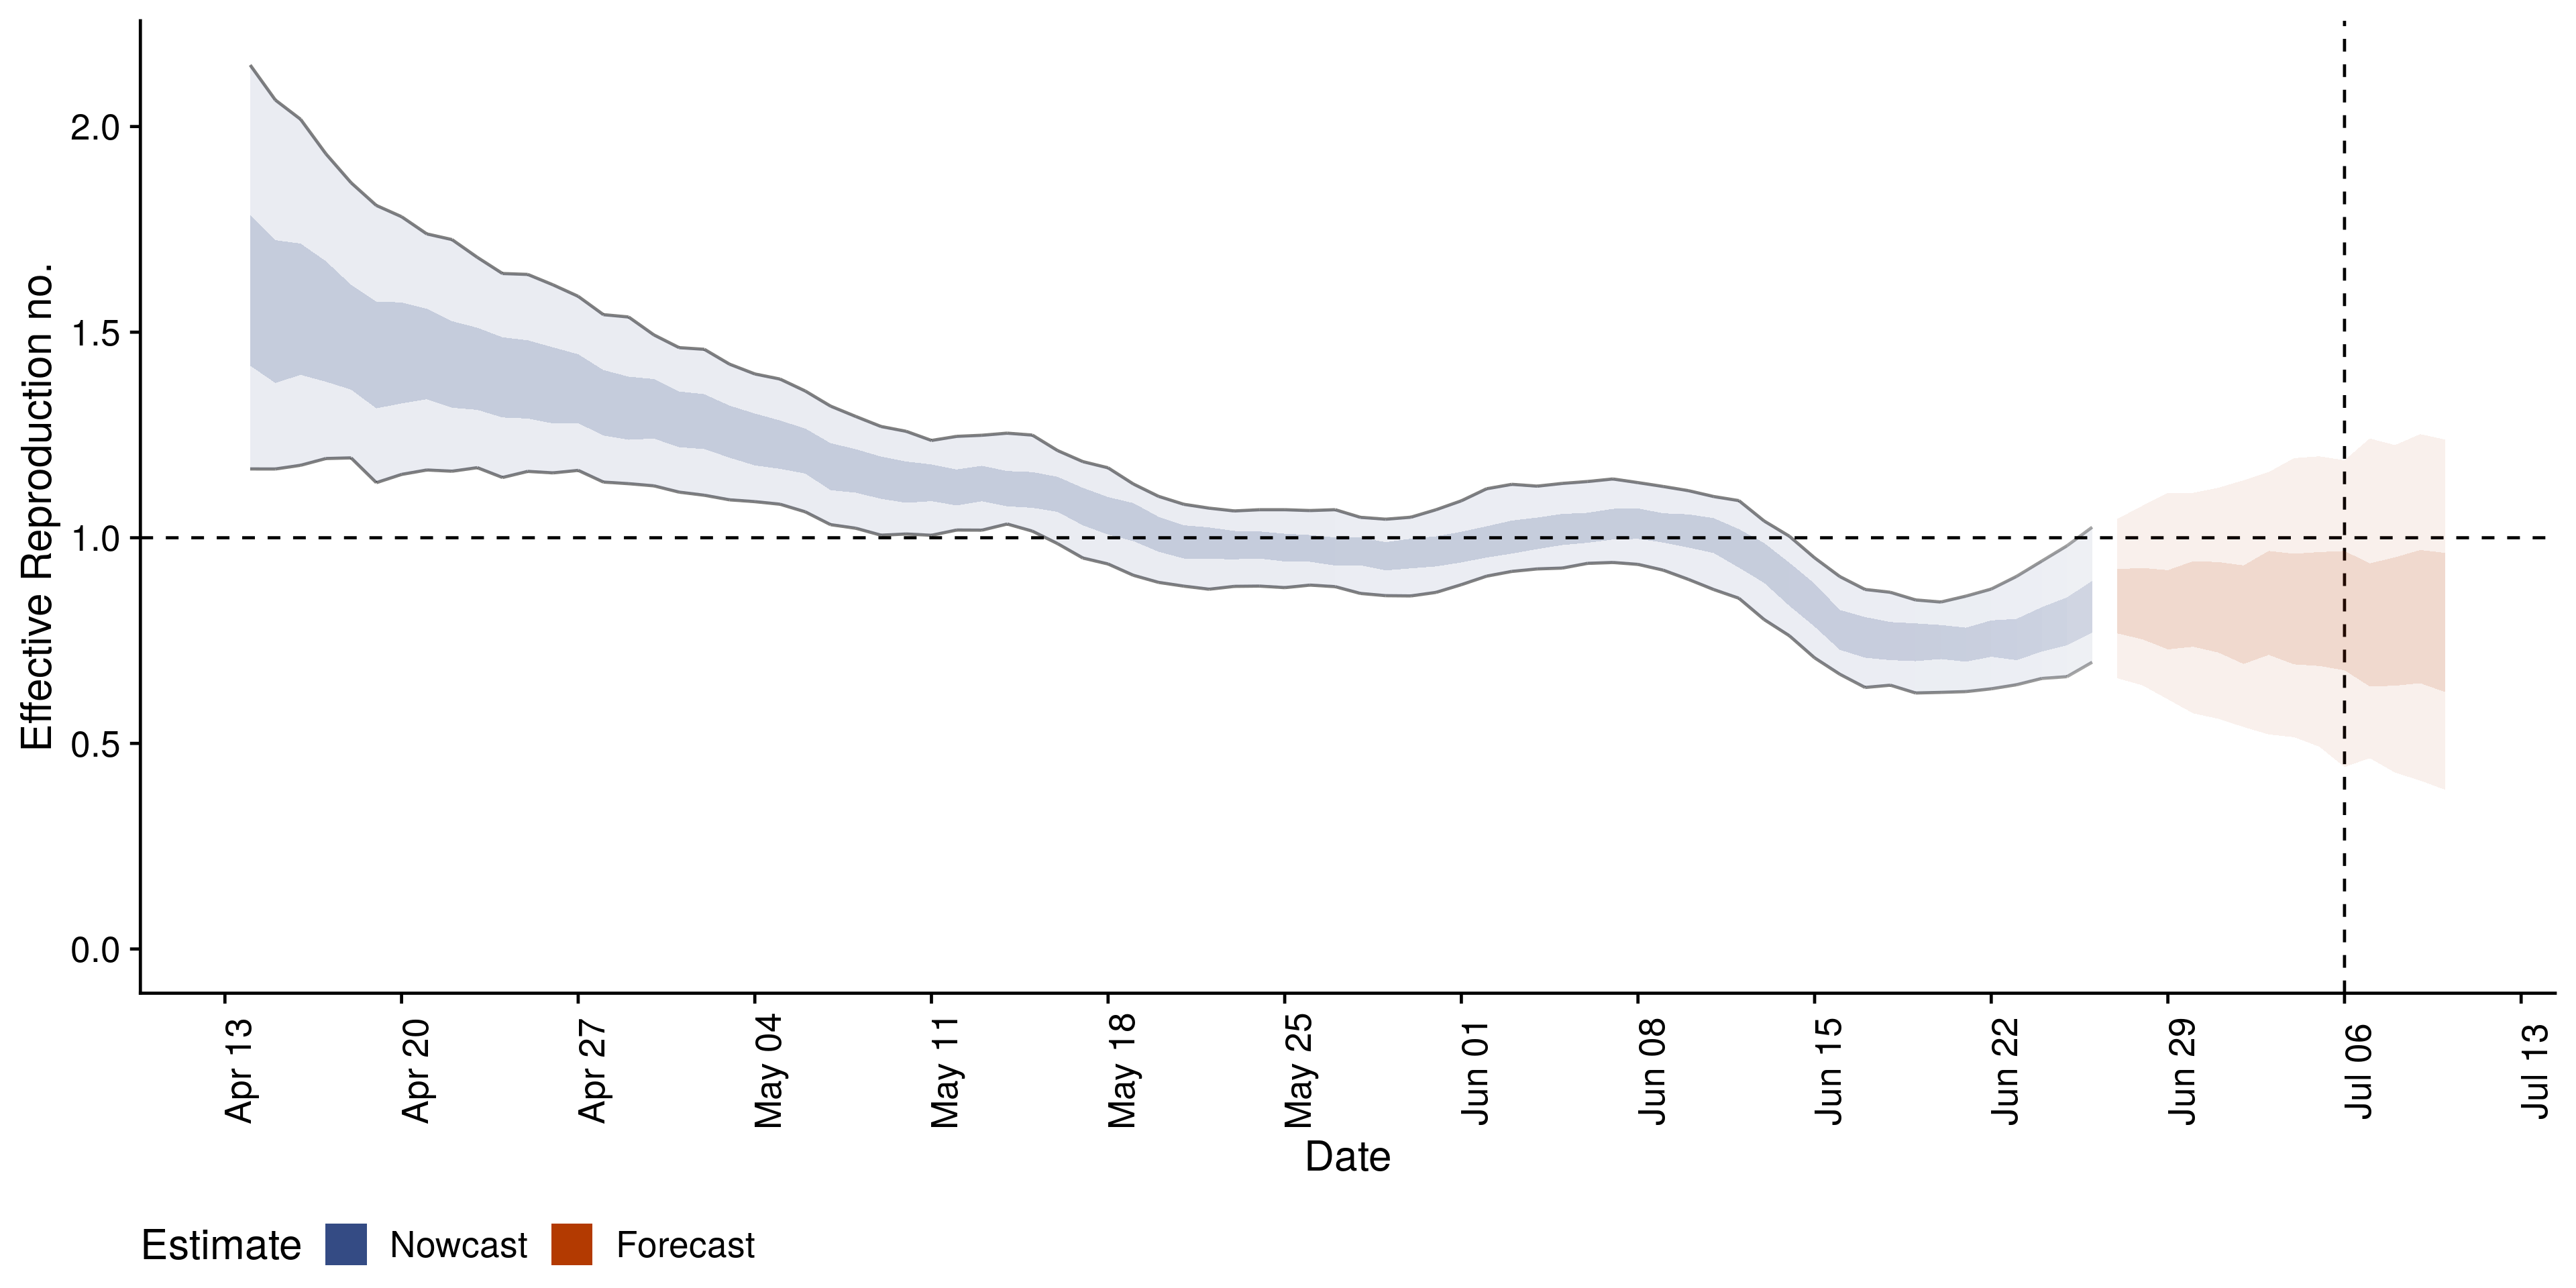 Effective Reproduction no.
2.0
1.5
1.0
0.5
0.0
Apr 13
Apr 20
Apr 27
May 04
May 11
May 18
May 25
Jun 01
Jun 08
Jun 15
Jun 22
Jun 29
Jul 06
Jul 13
Date
Estimate Nowcast Forecast